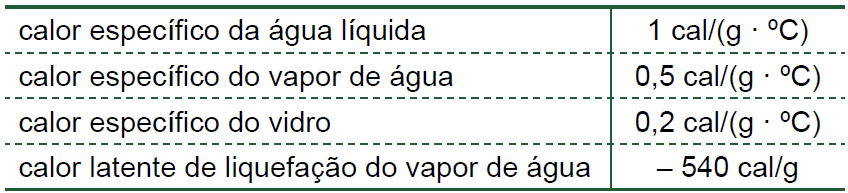 calor específico da água líquida 1 cal/(g · ºC)
calor específico do vapor de água 0,5 cal/(g · ºC)
calor específico do vidro 0,2 cal/(g · ºC)
calor latente de liquefação do vapor de água – 540 cal/g